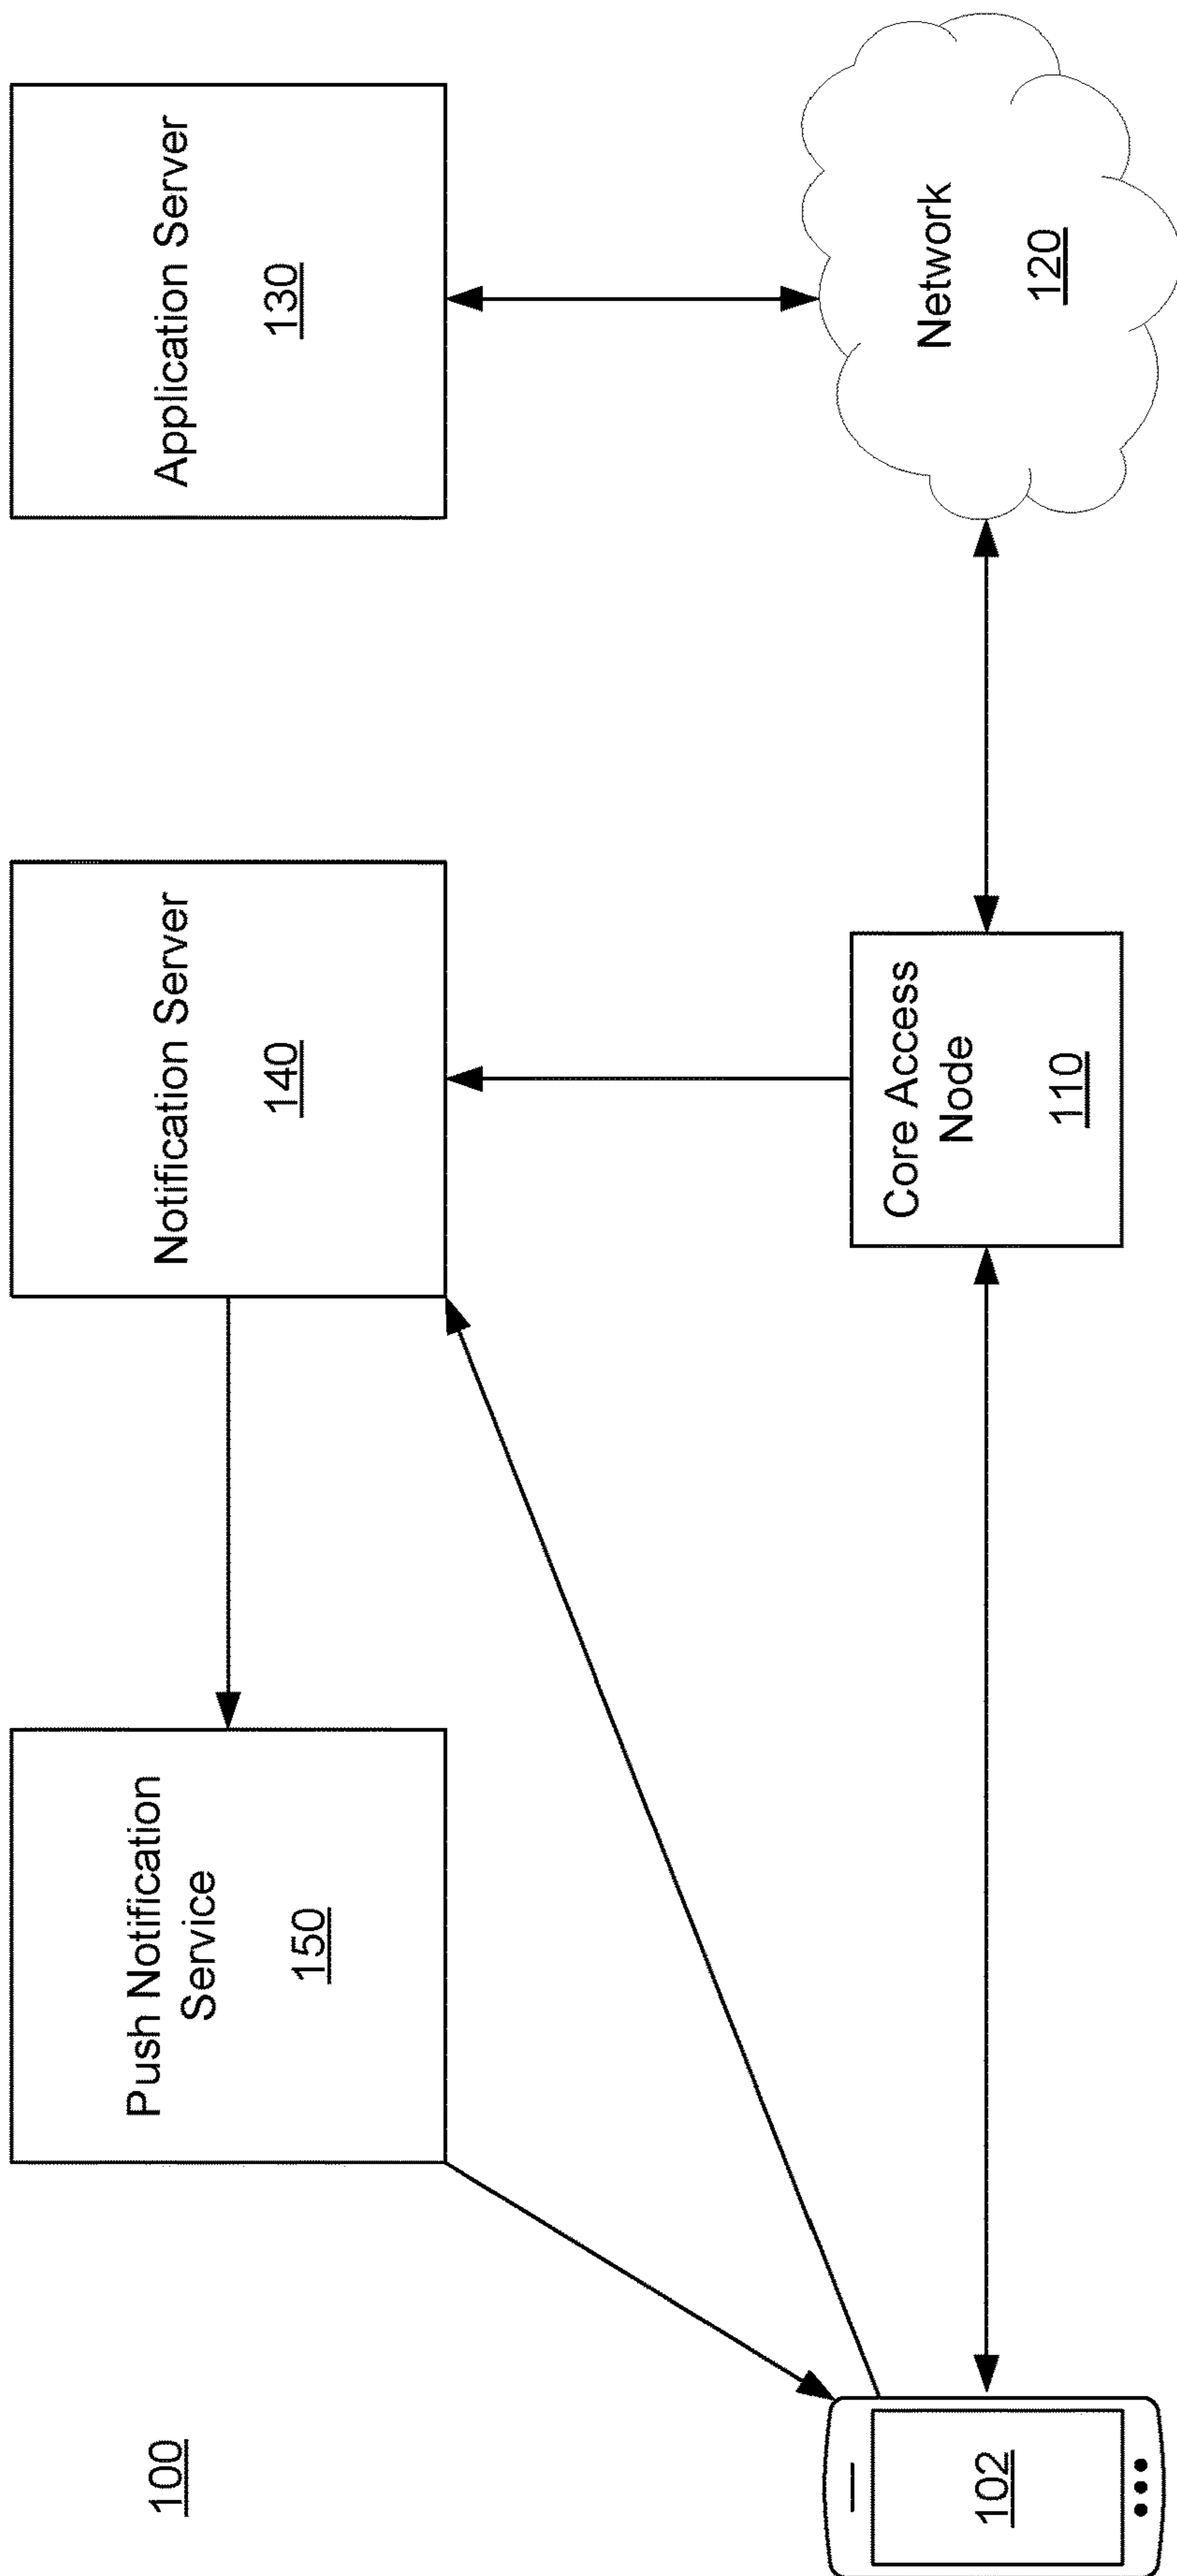 100
Push Notification
Service
150
Notification Server
140
Application Server
130
102
Core Access
Node
110
Network
120